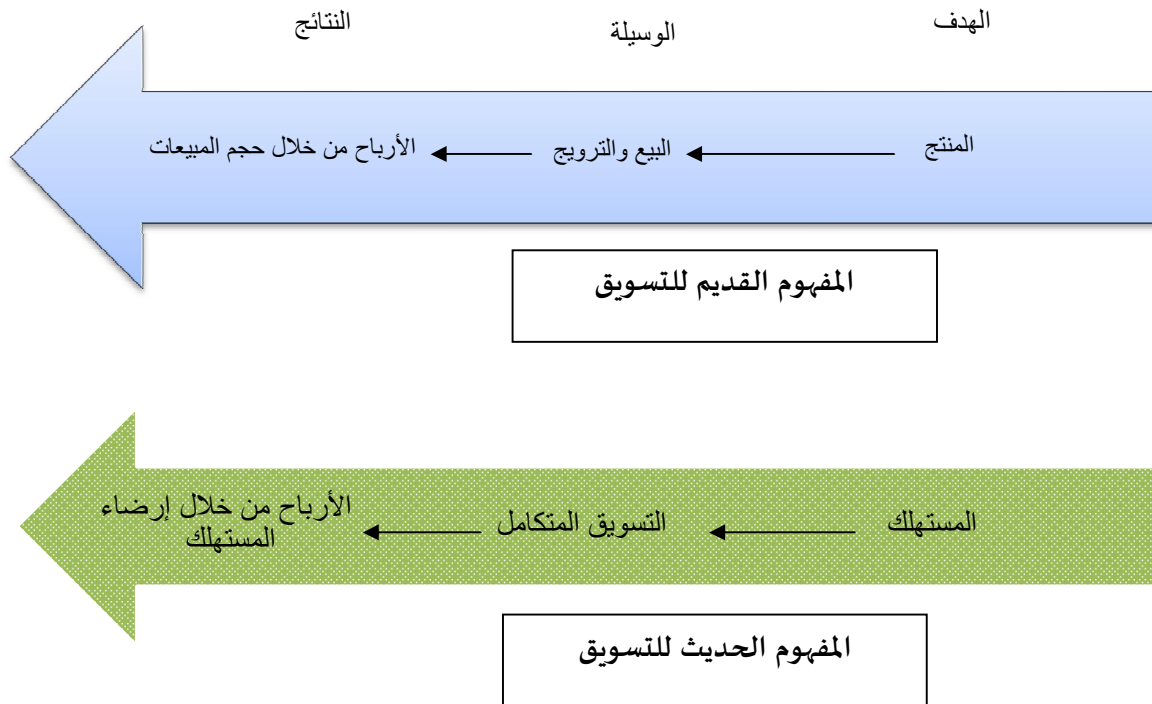 الهدف
الوسيلة
النتائج
المنتج
البيع والترويج
الأرباح من خلال حجم المبيعات
المفهوم القديم للتسويق
المستهلك
التسويق المتكامل
الأرباح من خلال إرضاء
المستهلك
المفهوم الحديث للتسويق